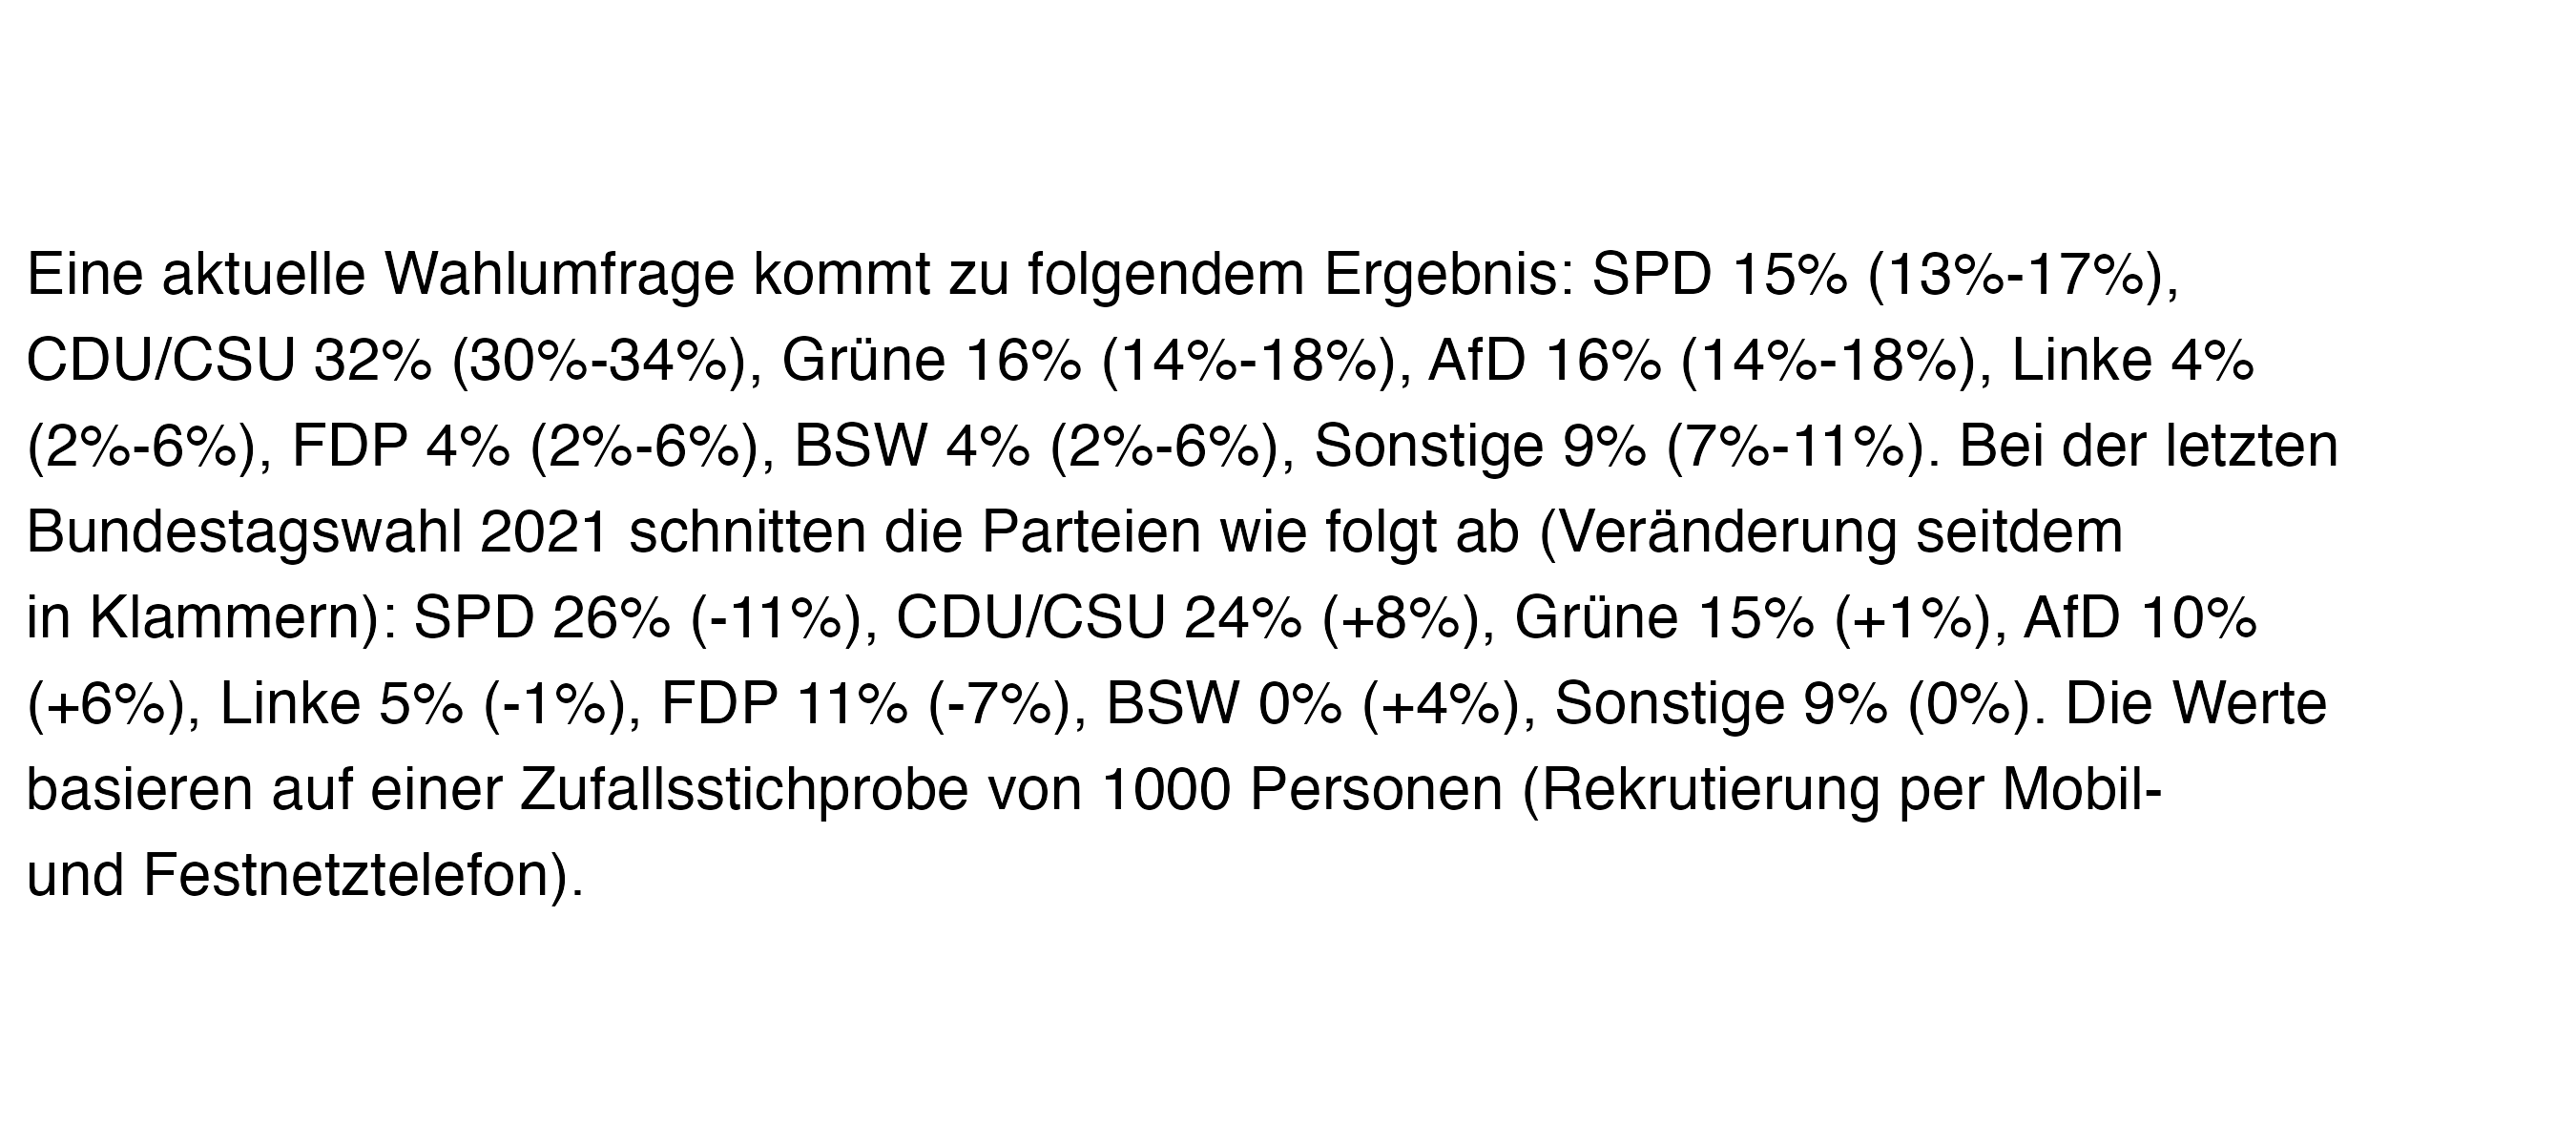 Eine aktuelle Wahlumfrage kommt zu folgendem Ergebnis: SPD 15% (13%-17%),
CDU/CSU 32% (30%-34%), Grüne 16% (14%-18%), AfD 16% (14%-18%), Linke 4%
(2%-6%), FDP 4% (2%-6%), BSW 4% (2%-6%), Sonstige 9% (7%-11%). Bei der letzten
Bundestagswahl 2021 schnitten die Parteien wie folgt ab (Veränderung seitdem
in Klammern): SPD 26% (-11%), CDU/CSU 24% (+8%), Grüne 15% (+1%), AfD 10%
(+6%), Linke 5% (-1%), FDP 11% (-7%), BSW 0% (+4%), Sonstige 9% (0%). Die Werte
basieren auf einer Zufallsstichprobe von 1000 Personen (Rekrutierung per Mobil-
und Festnetztelefon).